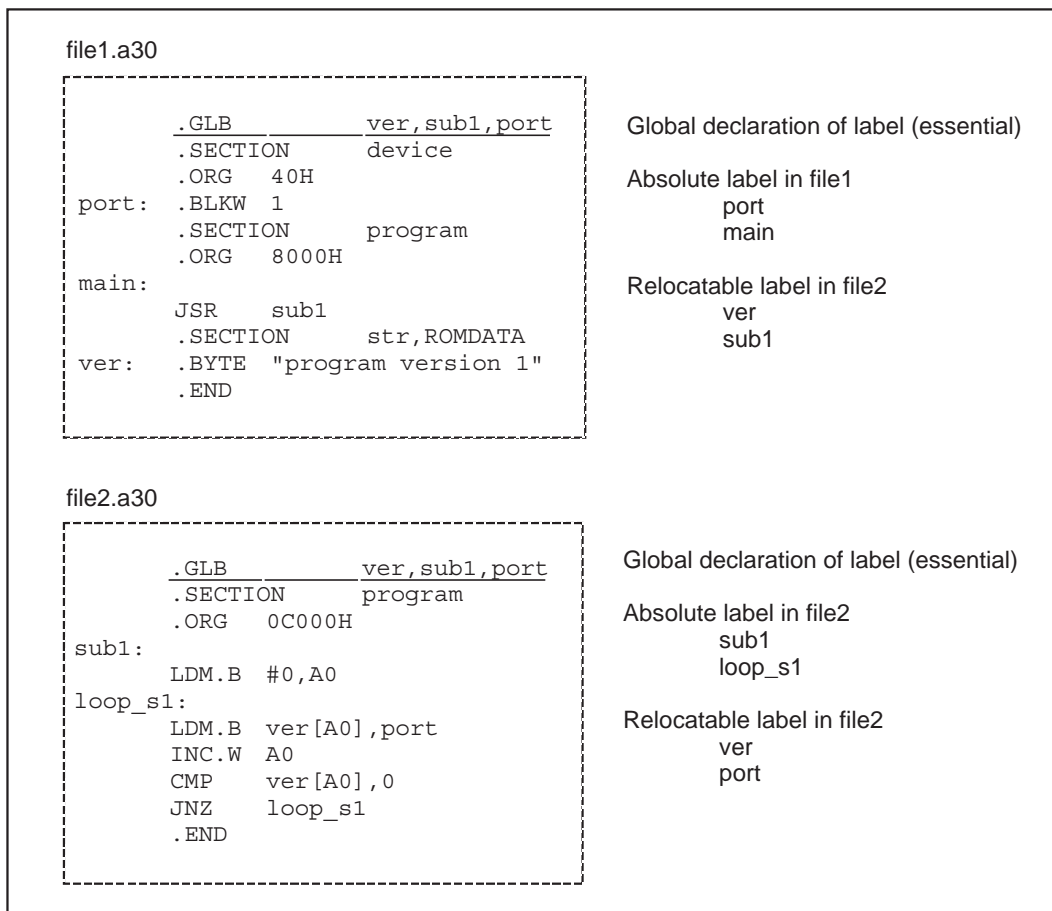 file1.a30
.GLB ver,sub1,port
.SECTION device
.ORG 40H
port: .BLKW 1
.SECTION program
.ORG 8000H
main:
JSR sub1
.SECTION str,ROMDATA
ver: .BYTE "program version 1"
.END
Global declaration of label (essential)
Absolute label in file1
port
main
Relocatable label in file2
ver
sub1
file2.a30
.GLB ver,sub1,port
.SECTION program
.ORG 0C000H
sub1:
LDM.B #0,A0
loop_s1:
LDM.B ver[A0],port
INC.W A0
CMP ver[A0],0
JNZ loop_s1
.END
Global declaration of label (essential)
Absolute label in file2
sub1
loop_s1
Relocatable label in file2
ver
port